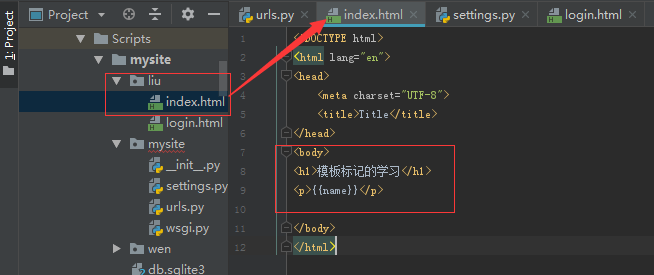 1: Project
Project
Scripts
mysite
liu
index.html
login.html
mysite
__init__.py
settings.py
urls.py
wsgi.py
wen
db.sqlite3
urls.py
index.html
settings.py
login.html
1 <!DOCTYPE html>
2 <html lang="en">
3 <head>
4 <meta charset="UTF-8">
5 <title>Title</title>
6 </head>
7 <body>
8 <h1>模板标记的学习</h1>
9 <p>{{name}}</p>
10
11 </body>
12 </html>